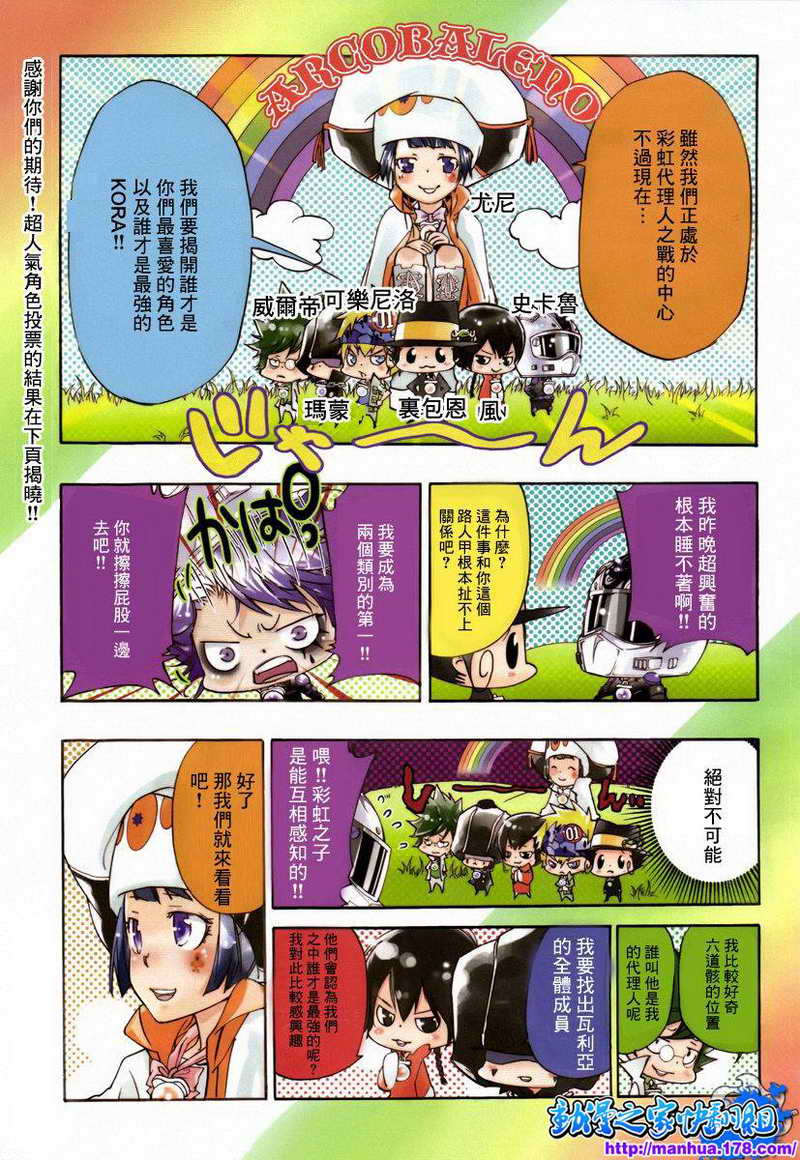 感謝你們的期待！超人氣角色投票的結果在下頁揭曉!!
ARCOBALENO
雖然我們正處於
彩虹代理人之戰的中心
不過現在…
我們要揭開誰才是
你們最喜愛的角色
以及誰才是最強的
KORA!!
尤尼
威爾帝
可樂尼洛
史卡魯
瑪蒙
裏包恩
風
じゃーーん
我昨晚超興奮的
根本睡不著啊!!
為什麼？
這件事和你這個
路人甲根本扯不上
關係吧？
我要成為
兩個類別的第一!!
かはっ
你就擦擦屁股一邊
去吧!!
絕對不可能
喂!!彩虹之子
是能互相感知的!!
好了
那我們就來看看
吧！
我比較好奇
六道骸的位置
誰叫他是我
的代理人呢
我要找出瓦利亞
的全體成員
他們會認為我們
之中誰才是最強的呢？
我對此比較感興趣
動漫之家快翻組
http://manhua.178.com/